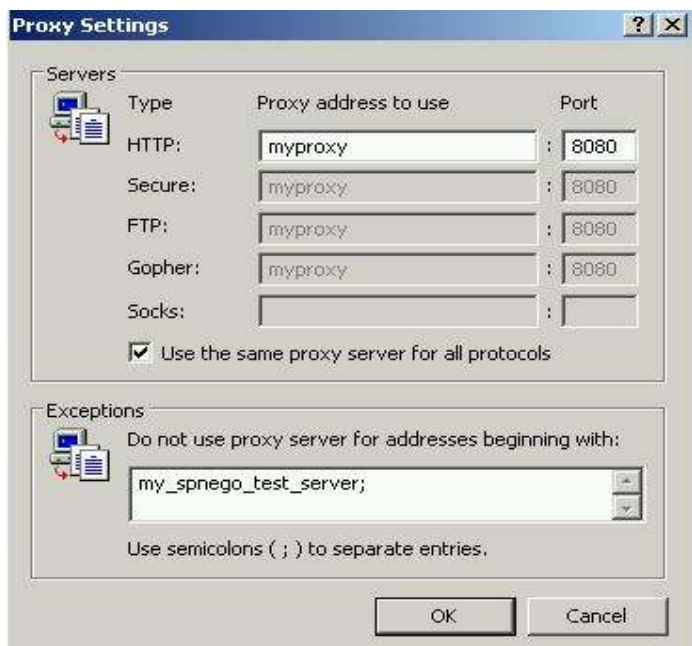 Proxy Settings
Servers
Type Proxy address to use Port
HTTP: myproxy : 8080
Secure: myproxy : 8080
FTP: myproxy : 8080
Gopher: myproxy : 8080
Socks: :
Use the same proxy server for all protocols
Exceptions
Do not use proxy server for addresses beginning with:
my_spnego_test_server;
Use semicolons ( ; ) to separate entries.
OK Cancel